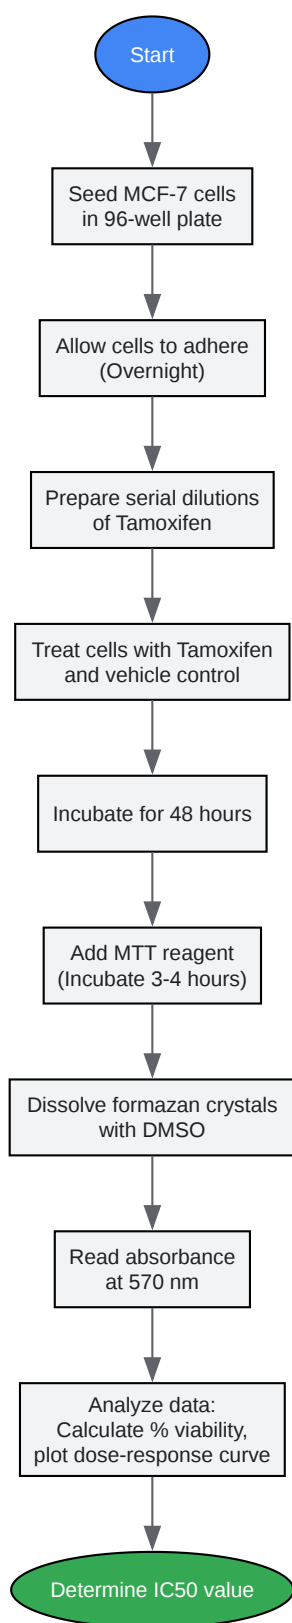 Start
Seed MCF-7 cells
in 96-well plate
Allow cells to adhere
(Overnight)
Prepare serial dilutions
of Tamoxifen
Treat cells with Tamoxifen
and vehicle control
Incubate for 48 hours
Add MTT reagent
(Incubate 3-4 hours)
Dissolve formazan crystals
with DMSO
Read absorbance
at 570 nm
Analyze data:
Calculate % viability,
plot dose-response curve
Determine IC50 value